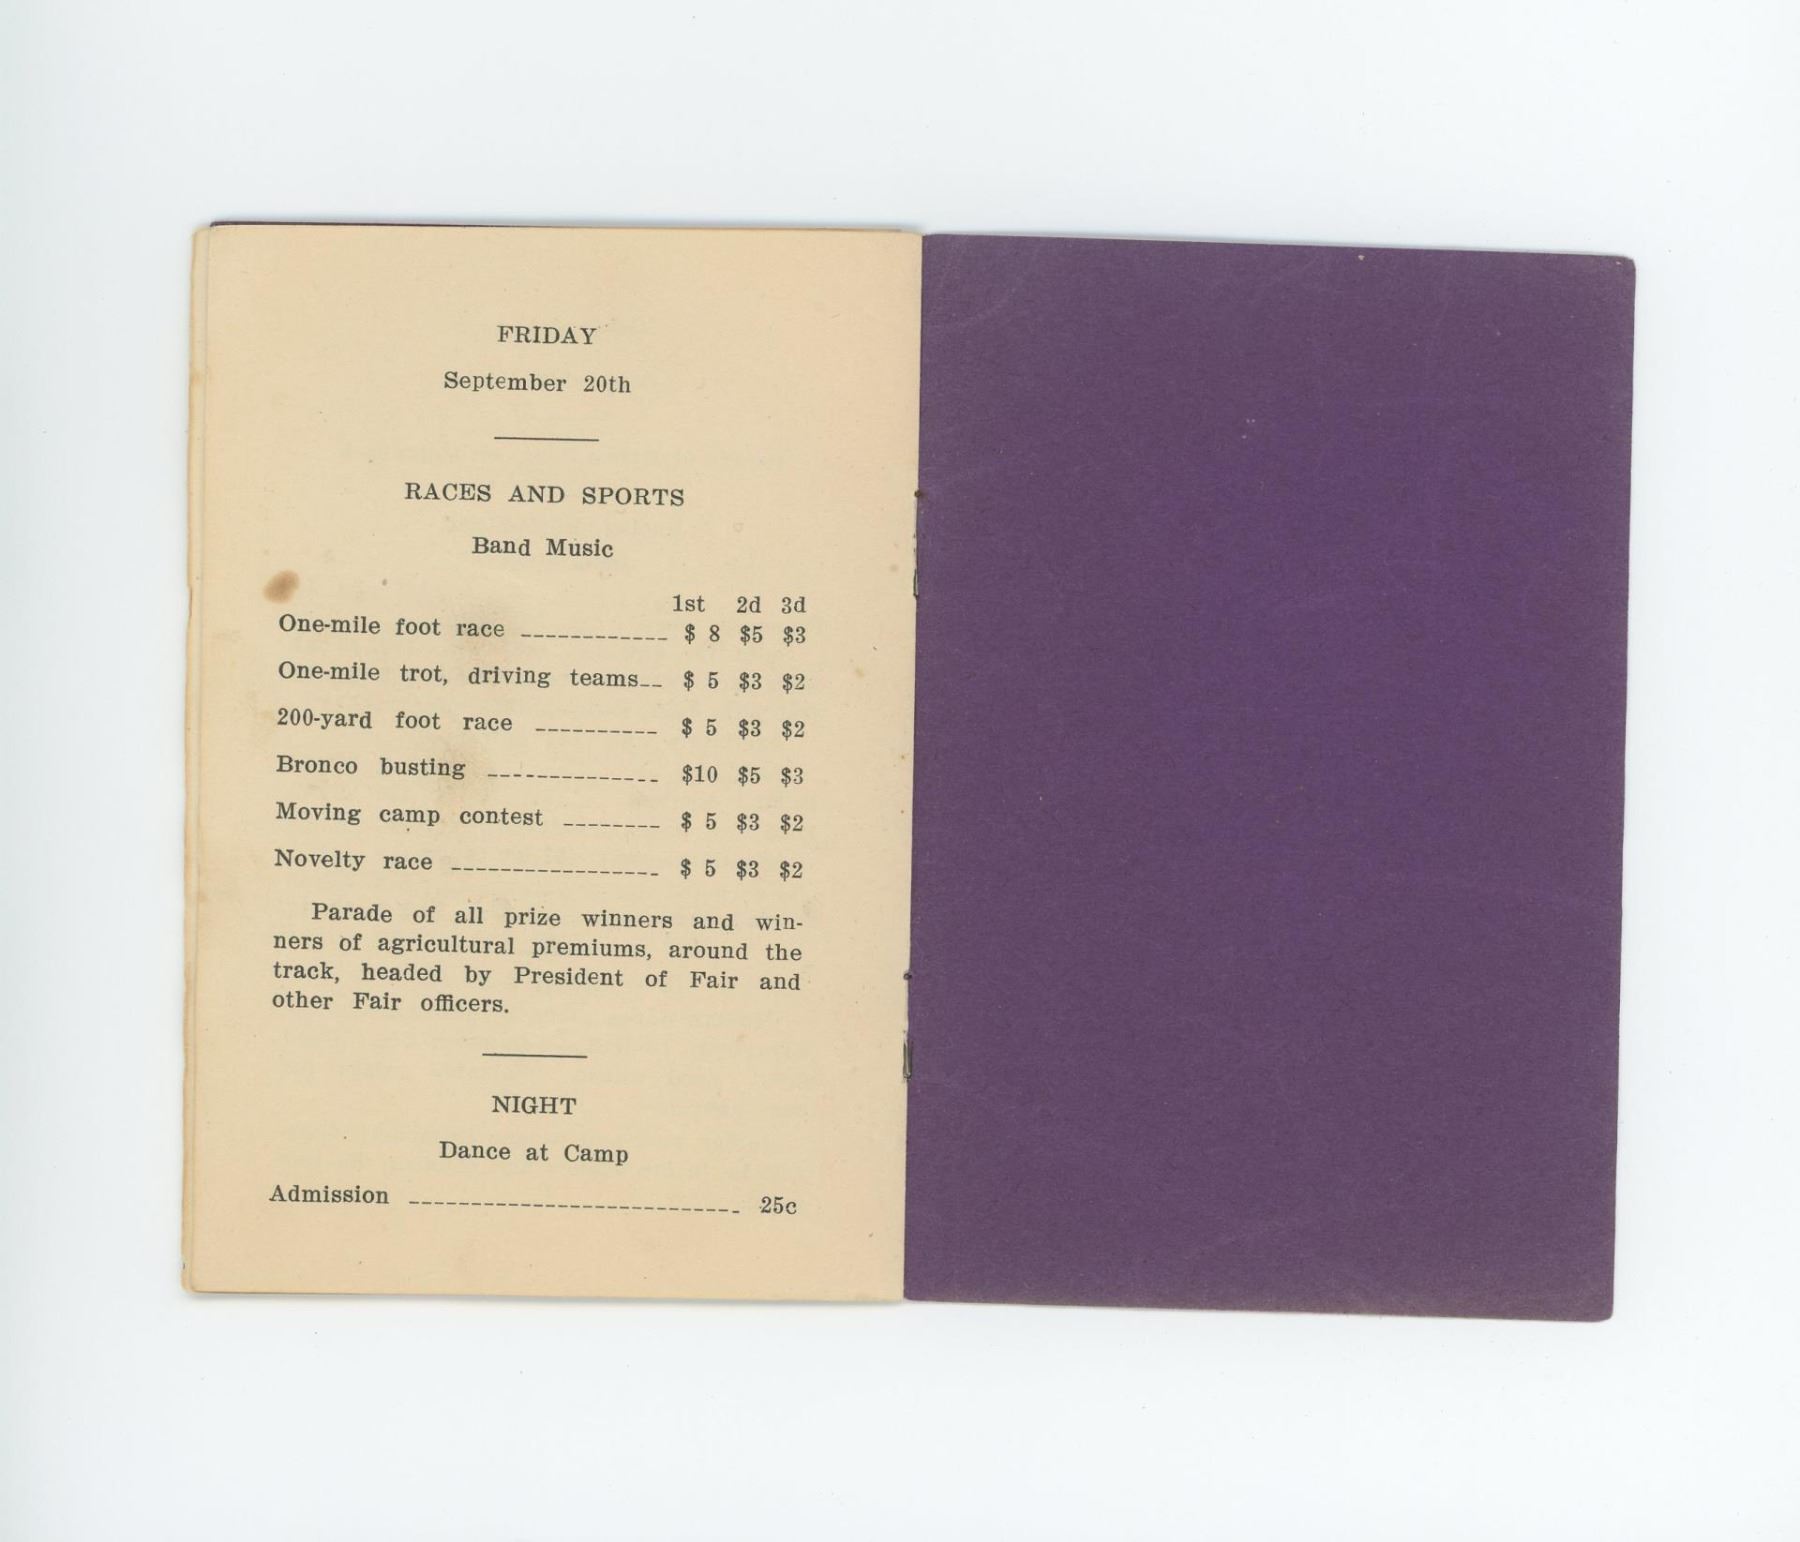 FRIDAY
September 20th
RACES AND SPORTS
Band Music
1st 2d 3d
One-mile foot race ------------ $ 8 $5 $3
One-mile trot, driving teams-- $ 5 $3 $2
200-yard foot race ---------- $ 5 $3 $2
Bronco busting -------------- $10 $5 $3
Moving camp contest -------- $ 5 $3 $2
Novelty race ----------------- $ 5 $3 $2
Parade of all prize winners and win-
ners of agricultural premiums, around the
track, headed by President of Fair and
other Fair officers.
NIGHT
Dance at Camp
Admission --------------------------- 25c